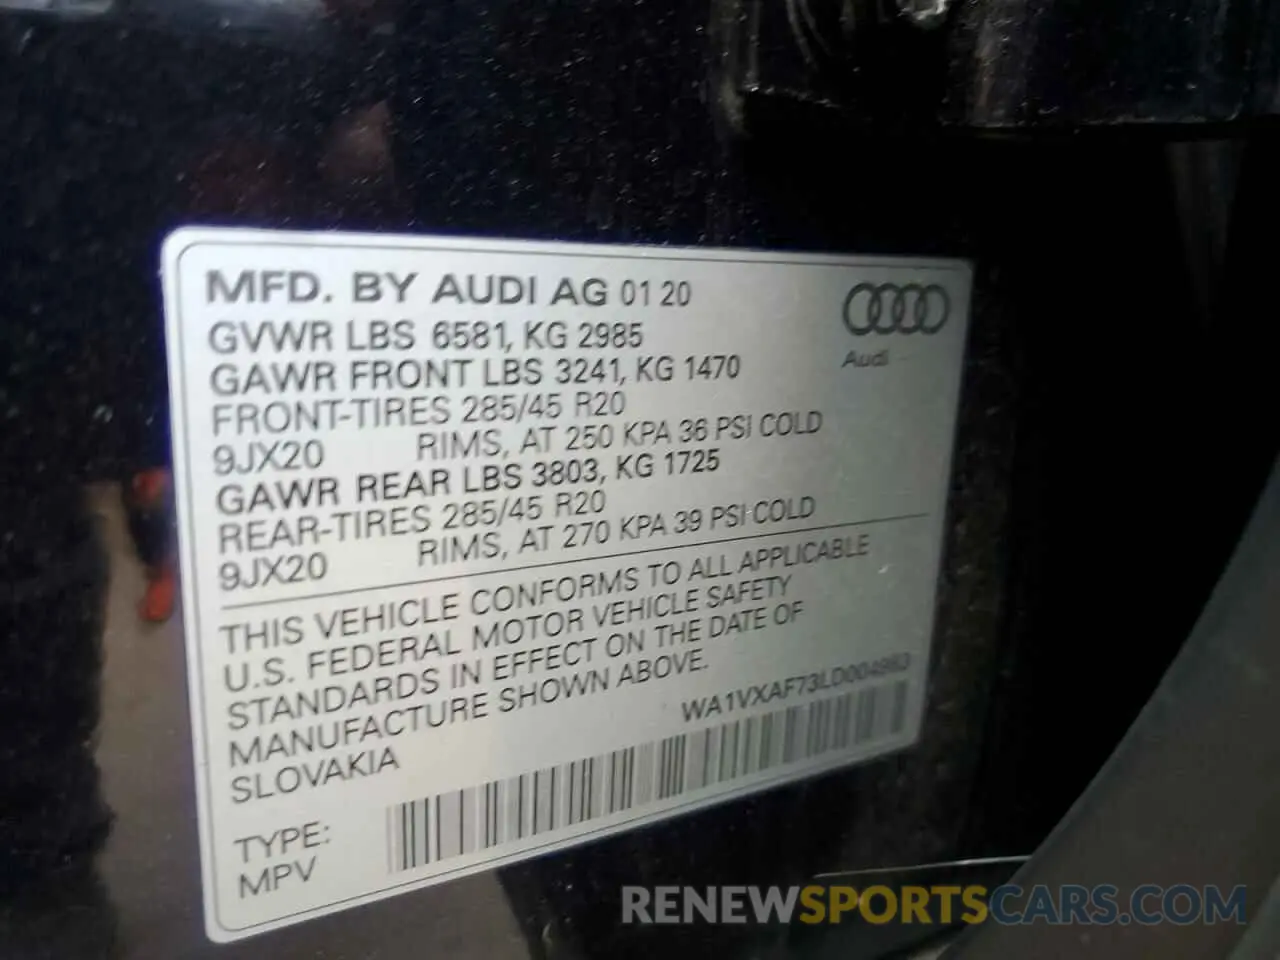 MFD. BY AUDI AG 01 20
GVWR LBS 6581, KG 2985
GAWR FRONT LBS 3241, KG 1470
FRONT-TIRES 285/45 R20
9JX20 RIMS, AT 250 KPA 36 PSI COLD
GAWR REAR LBS 3803, KG 1725
REAR-TIRES 285/45 R20
9JX20 RIMS, AT 270 KPA 39 PSI COLD
Audi
THIS VEHICLE CONFORMS TO ALL APPLICABLE
U.S. FEDERAL MOTOR VEHICLE SAFETY
STANDARDS IN EFFECT ON THE DATE OF
MANUFACTURE SHOWN ABOVE.
SLOVAKIA
TYPE:
MPV
RENEWSPORTSCARS.COM